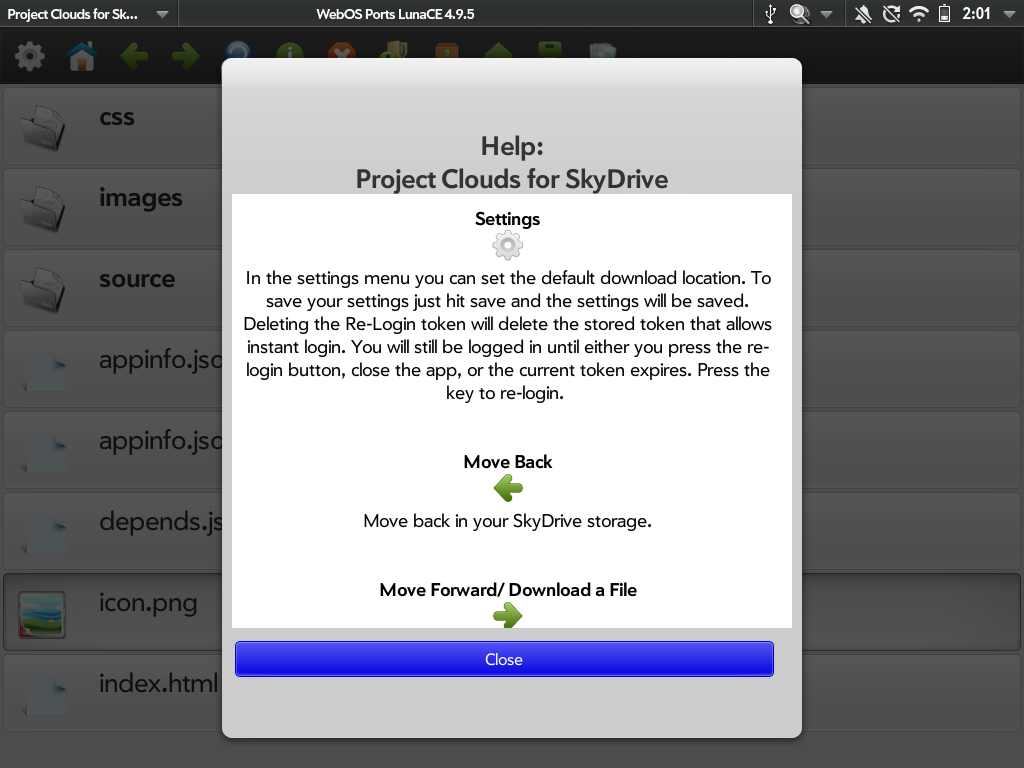 Project Clouds for Sk...
WebOS Ports LunaCE 4.9.5
2:01
css
images
source
appinfo.jso
appinfo.jso
depends.js
icon.png
index.html
Help:
Project Clouds for SkyDrive
Settings
In the settings menu you can set the default download location. To
save your settings just hit save and the settings will be saved.
Deleting the Re-Login token will delete the stored token that allows
instant login. You will still be logged in until either you press the re-
login button, close the app, or the current token expires. Press the
key to re-login.
Move Back
Move back in your SkyDrive storage.
Move Forward/ Download a File
Close